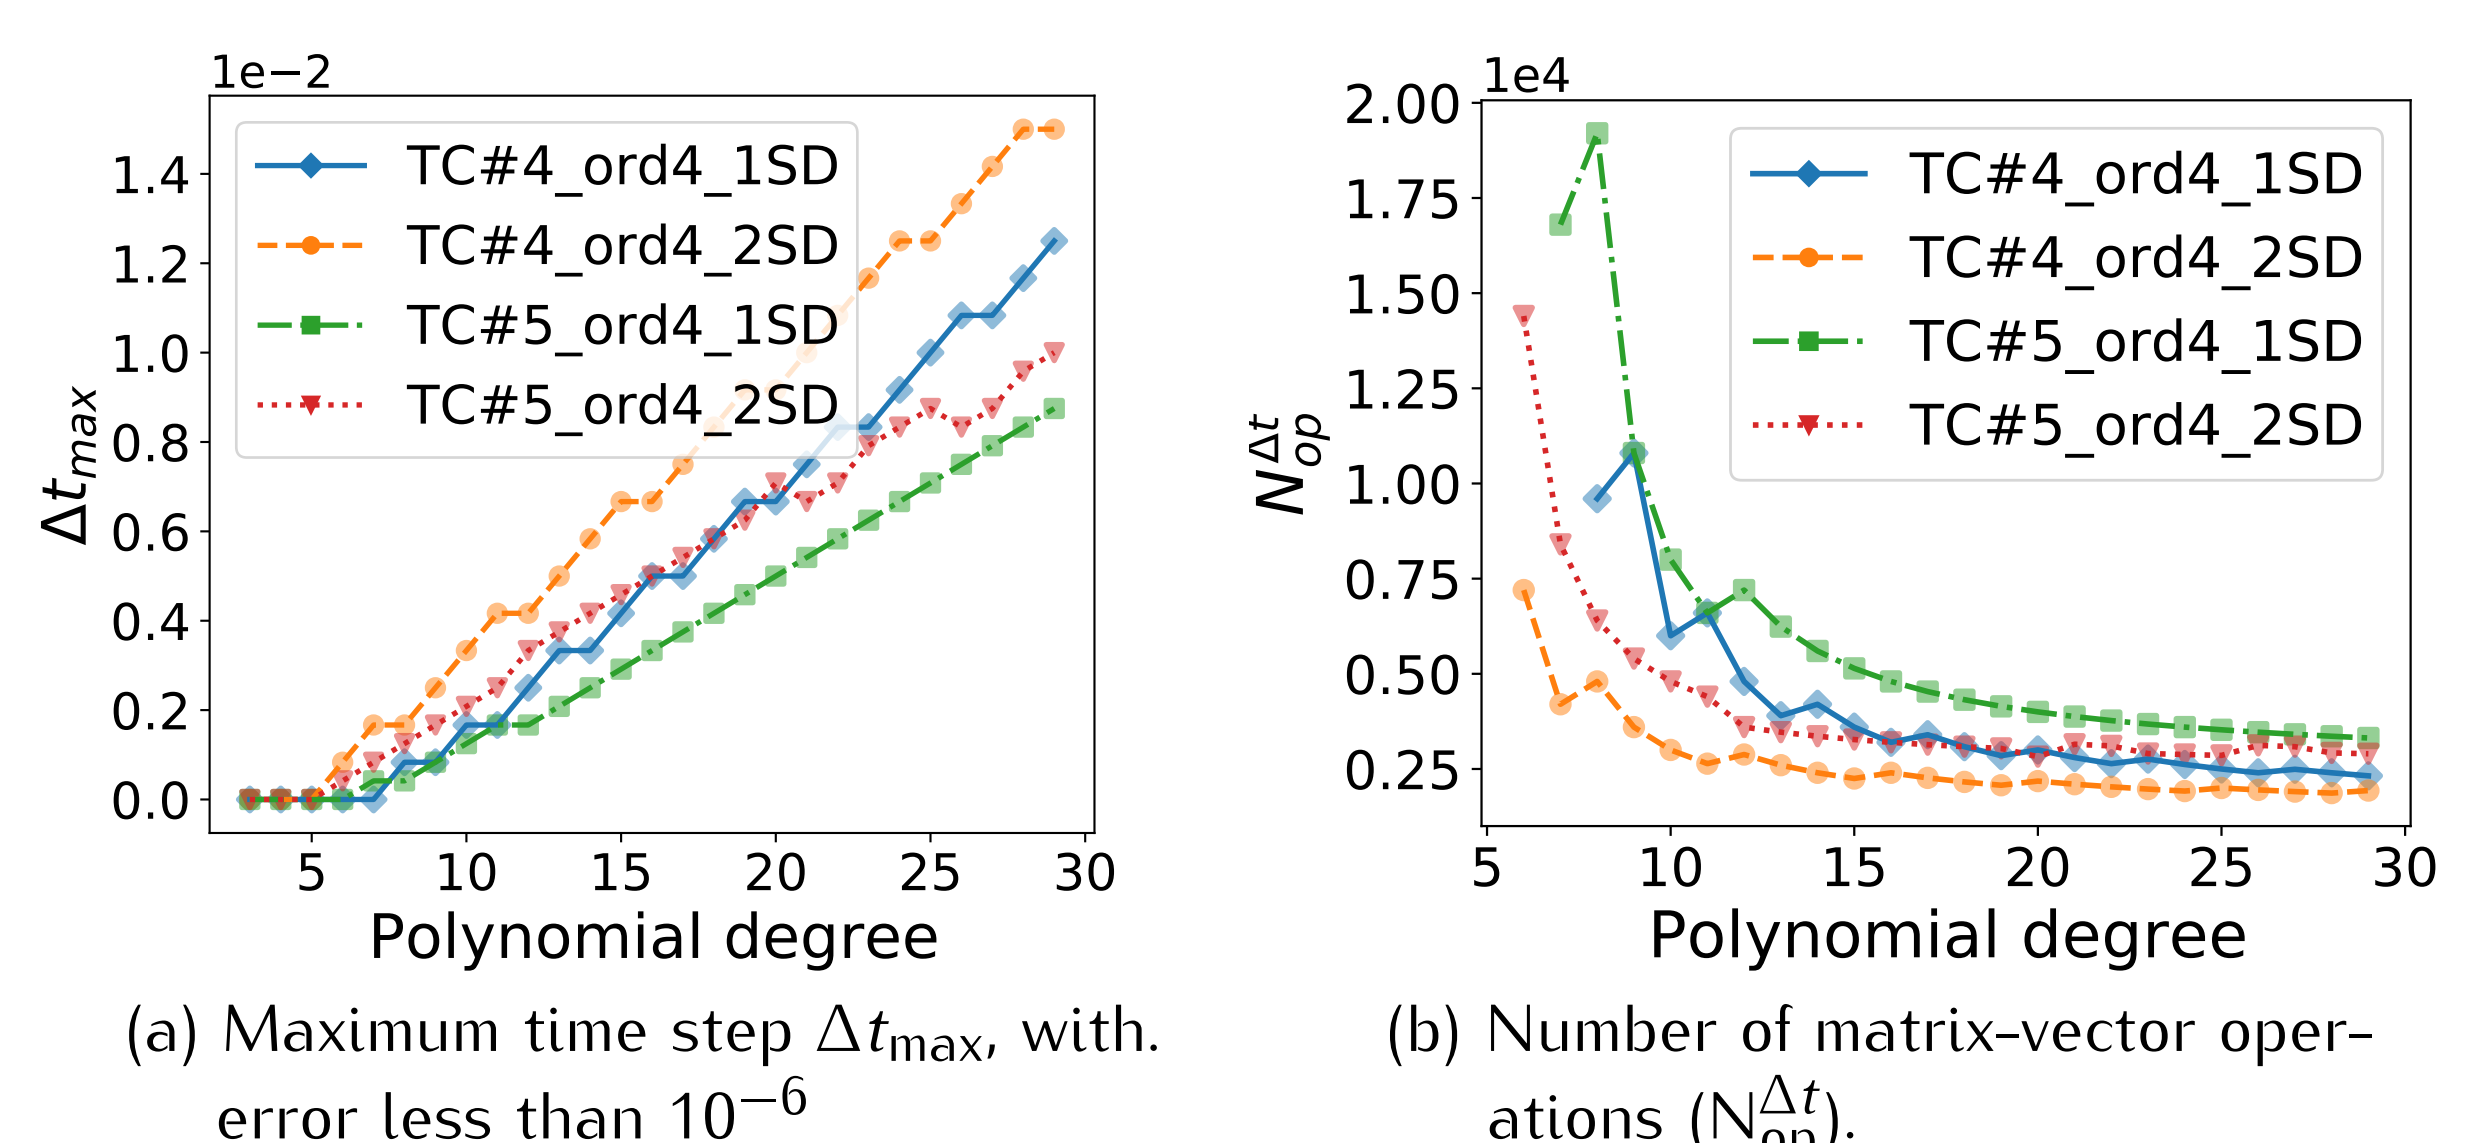 1e−2
Δt_max
1.4
1.2
1.0
0.8
0.6
0.4
0.2
0.0
TC#4_ord4_1SD
TC#4_ord4_2SD
TC#5_ord4_1SD
TC#5_ord4_2SD
5 10 15 20 25 30
Polynomial degree
(a) Maximum time step Δt_max, with.
error less than 10^−6
1e4
N_op^Δt
2.00
1.75
1.50
1.25
1.00
0.75
0.50
0.25
TC#4_ord4_1SD
TC#4_ord4_2SD
TC#5_ord4_1SD
TC#5_ord4_2SD
5 10 15 20 25 30
Polynomial degree
(b) Number of matrix-vector oper-
ations (N_op^Δt).